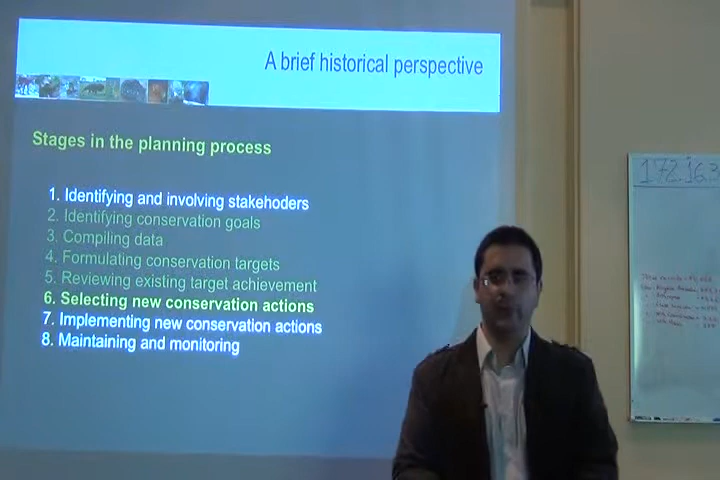 A brief historical perspective
Stages in the planning process
1. Identifying and involving stakehoders
2. Identifying conservation goals
3. Compiling data
4. Formulating conservation targets
5. Reviewing existing target achievement
6. Selecting new conservation actions
7. Implementing new conservation actions
8. Maintaining and monitoring
172.163